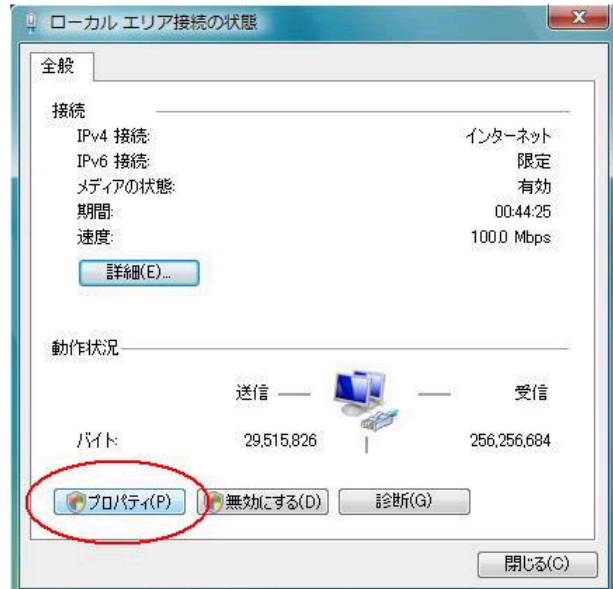 ローカル エリア接続の状態
全般
接続
IPv4 接続: インターネット
IPv6 接続: 限定
メディアの状態: 有効
期間: 00:44:25
速度: 100.0 Mbps
詳細(E)...
動作状況
送信 受信
バイト: 29,515,826 256,256,684
プロパティ(P) 無効にする(D) 診断(G)
閉じる(C)